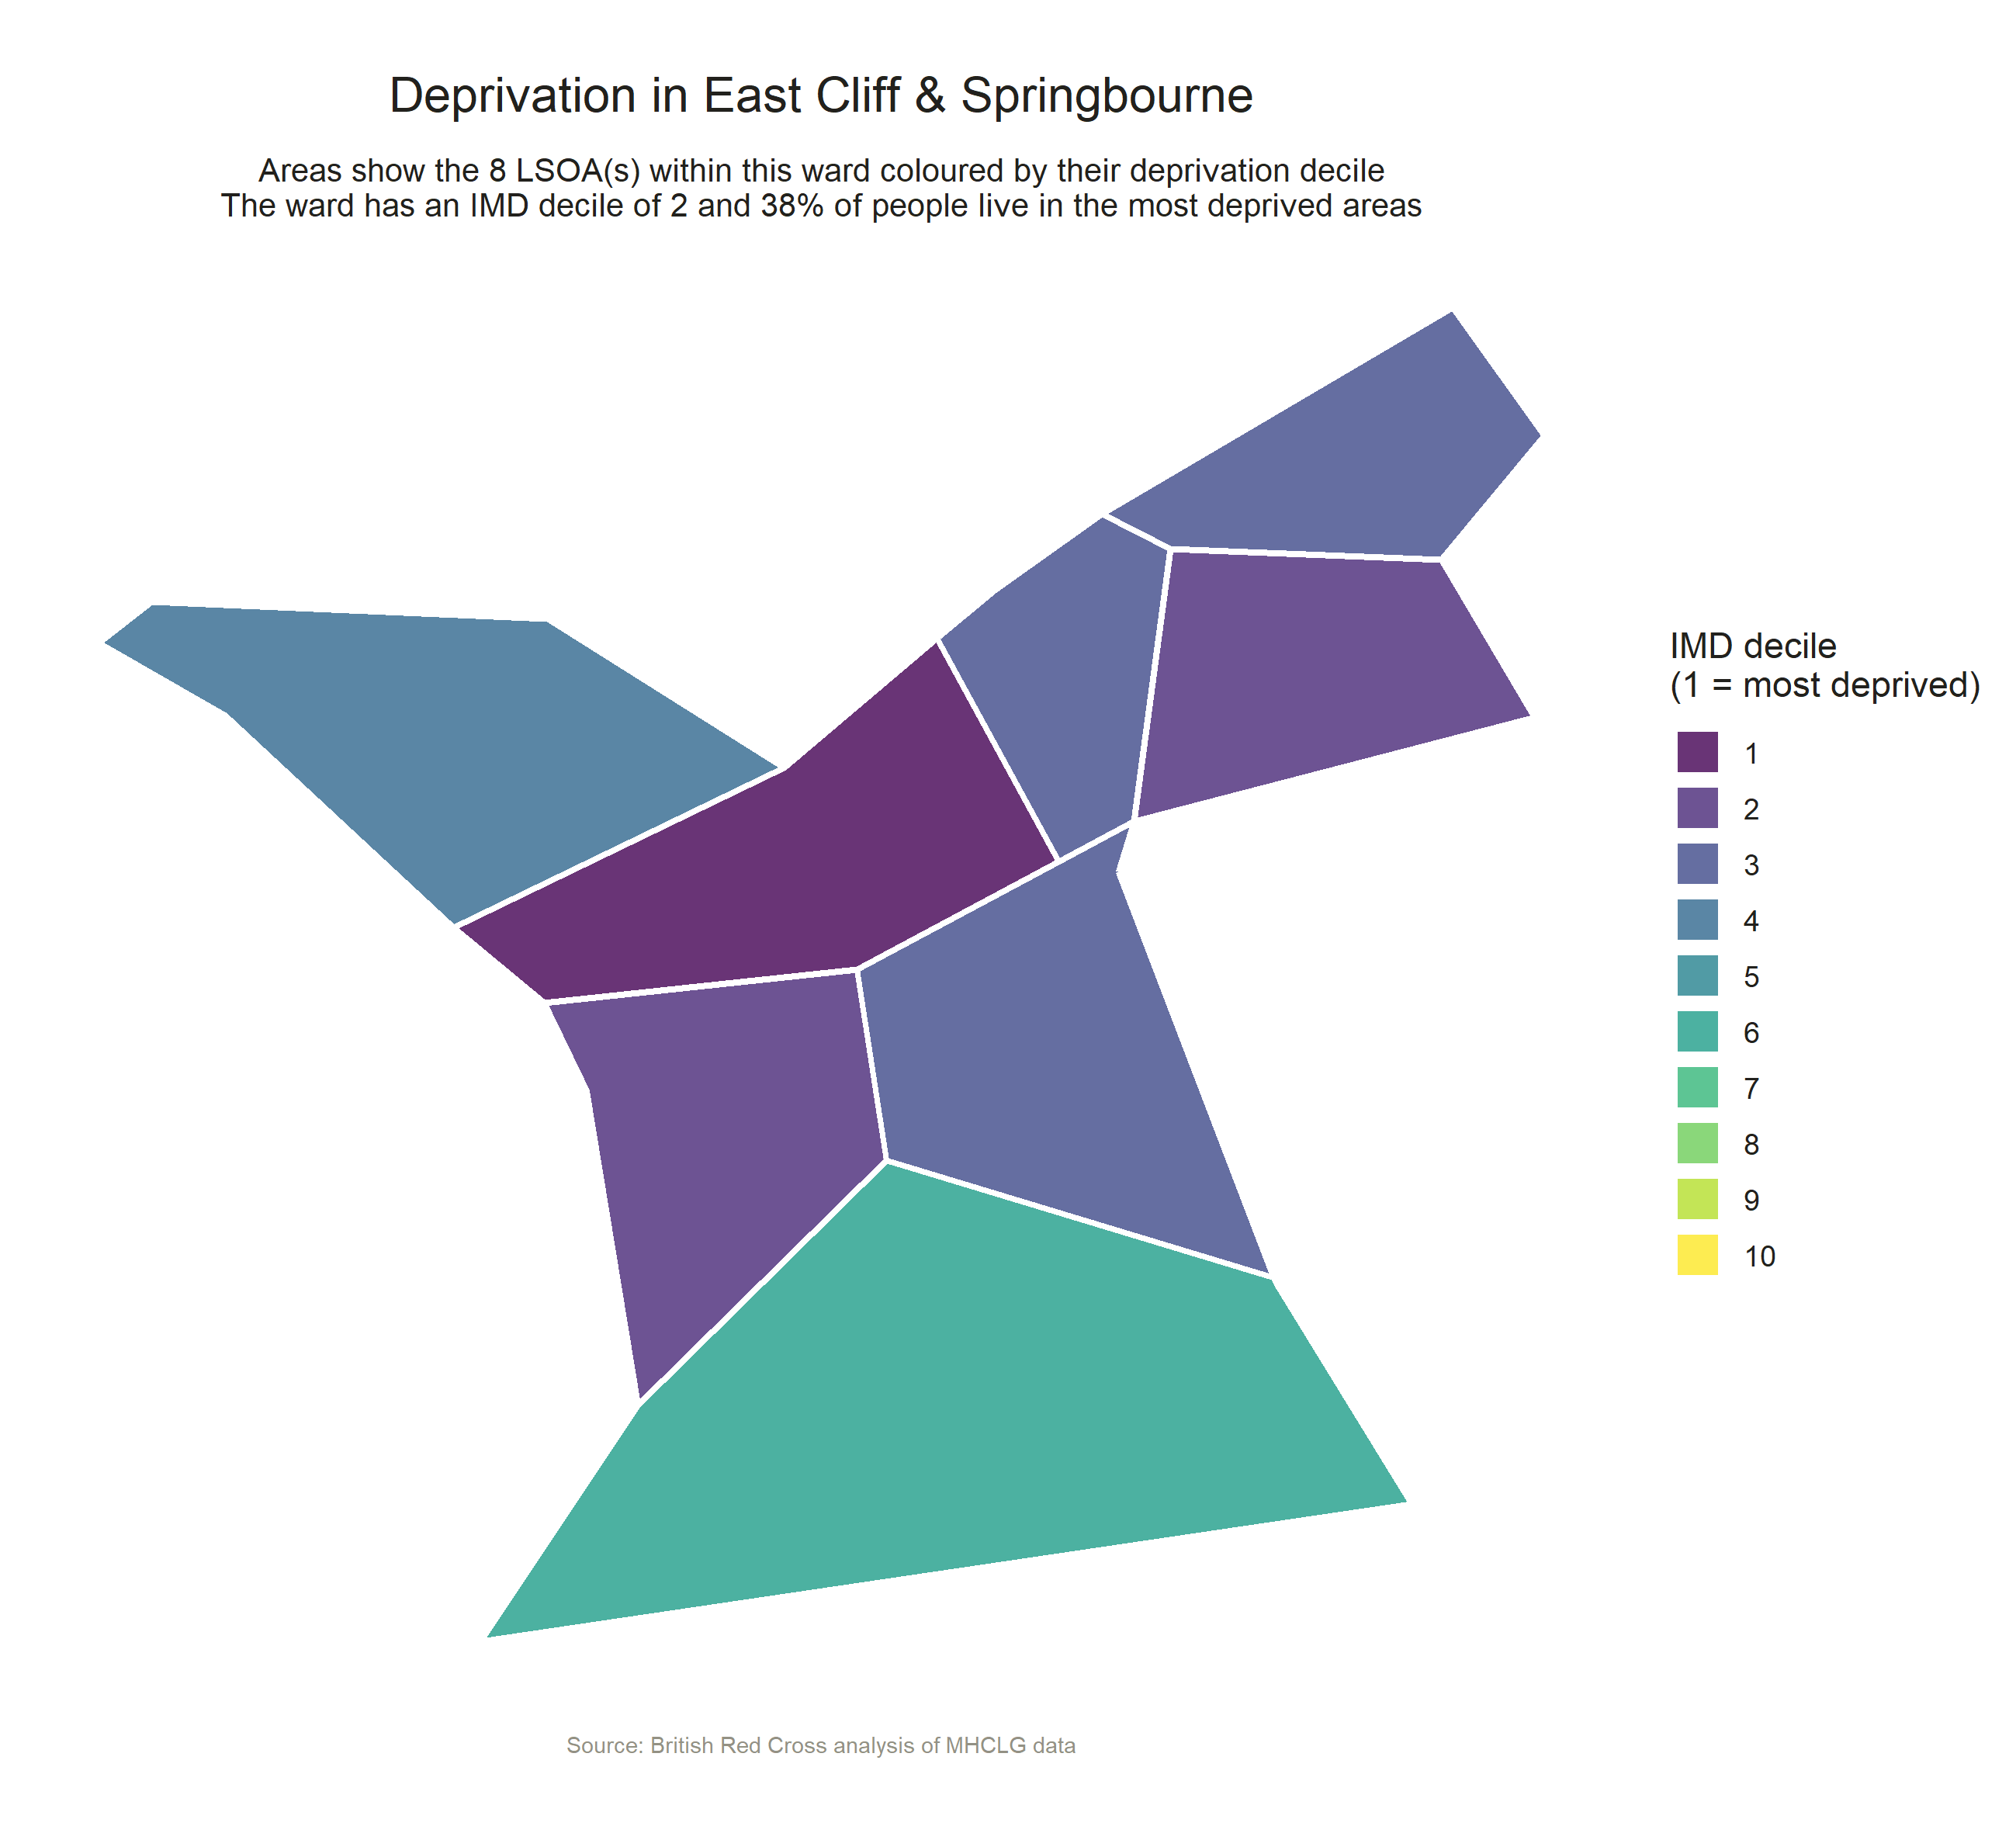 Deprivation in East Cliff & Springbourne
Areas show the 8 LSOA(s) within this ward coloured by their deprivation decile
The ward has an IMD decile of 2 and 38% of people live in the most deprived areas
IMD decile
(1 = most deprived)
1
2
3
4
5
6
7
8
9
10
Source: British Red Cross analysis of MHCLG data